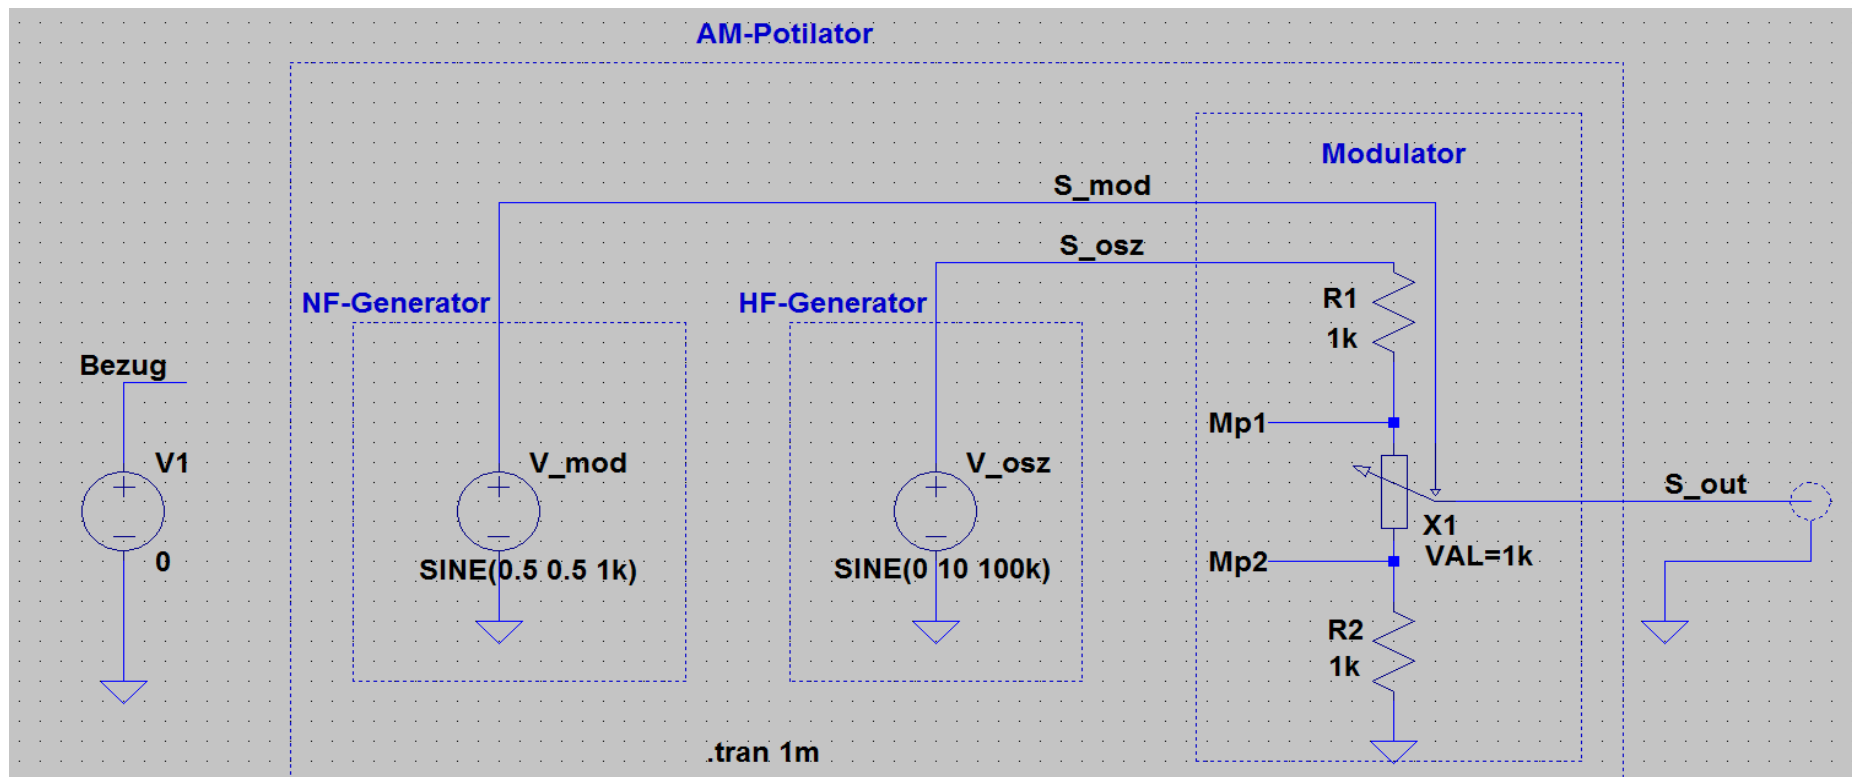 AM-Potilator
Modulator
S_mod
S_osz
NF-Generator
HF-Generator
R1
1k
Bezug
Mp1
V1
V_mod
V_osz
S_out
X1
VAL=1k
0
SINE(0.5 0.5 1k)
SINE(0 10 100k)
Mp2
R2
1k
.tran 1m